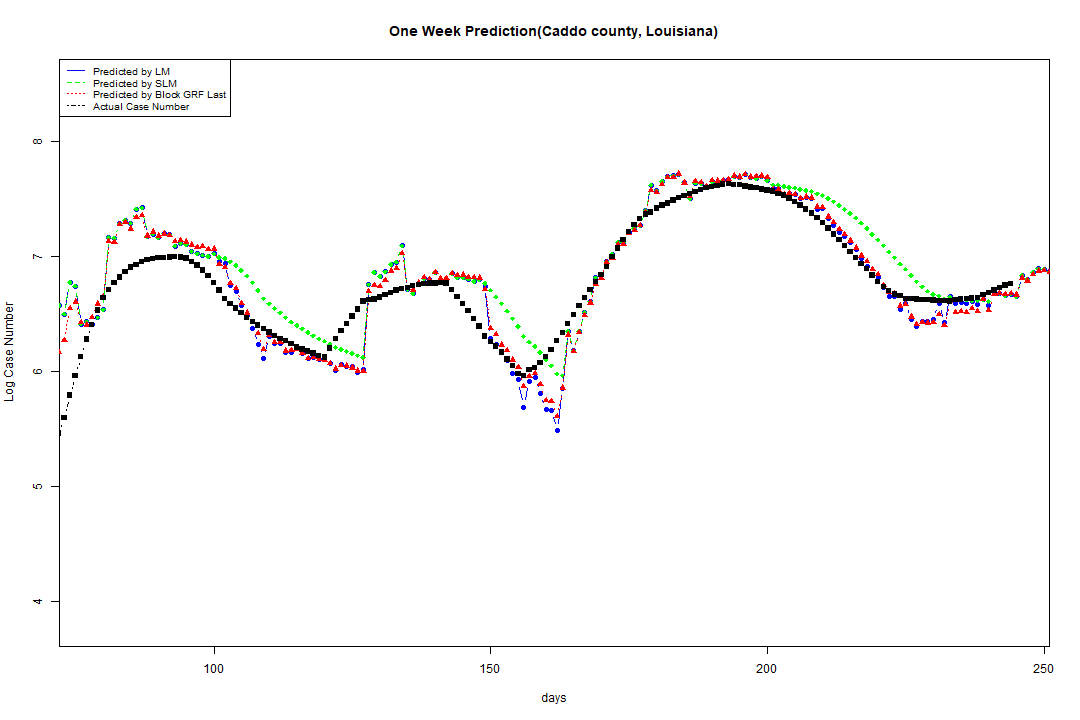 One Week Prediction(Caddo county, Louisiana)
Predicted by LM
Predicted by SLM
Predicted by Block GRF Last
Actual Case Number
8
7
6
5
4
Log Case Number
100
150
200
250
days